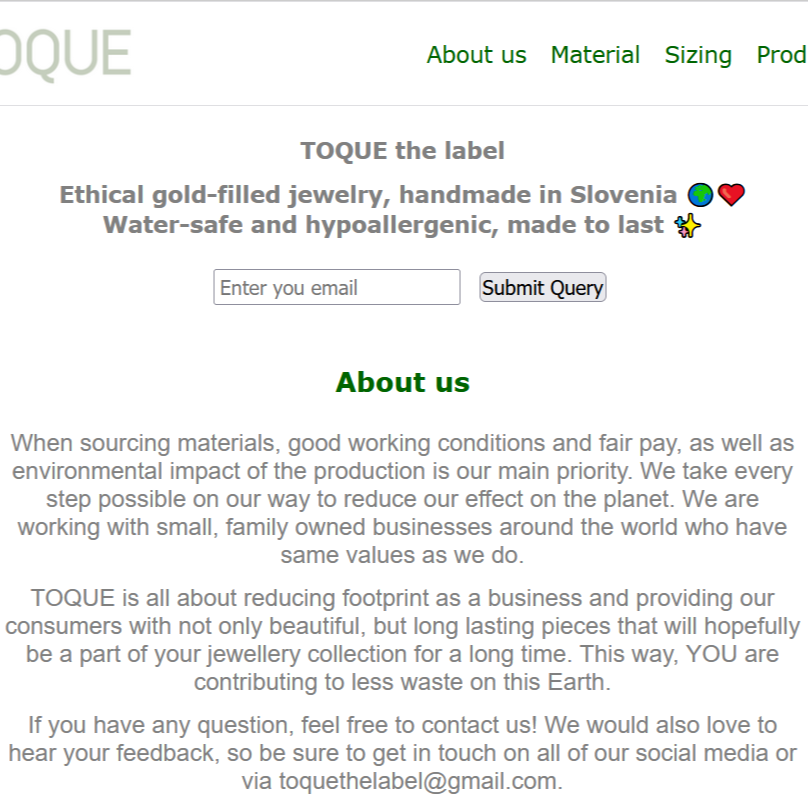 OQUE
About us Material Sizing Prod
TOQUE the label
Ethical gold-filled jewelry, handmade in Slovenia 🌍❤️
Water-safe and hypoallergenic, made to last ✨
Enter you email Submit Query
About us
When sourcing materials, good working conditions and fair pay, as well as
environmental impact of the production is our main priority. We take every
step possible on our way to reduce our effect on the planet. We are
working with small, family owned businesses around the world who have
same values as we do.
TOQUE is all about reducing footprint as a business and providing our
consumers with not only beautiful, but long lasting pieces that will hopefully
be a part of your jewellery collection for a long time. This way, YOU are
contributing to less waste on this Earth.
If you have any question, feel free to contact us! We would also love to
hear your feedback, so be sure to get in touch on all of our social media or
via toquethelabel@gmail.com.